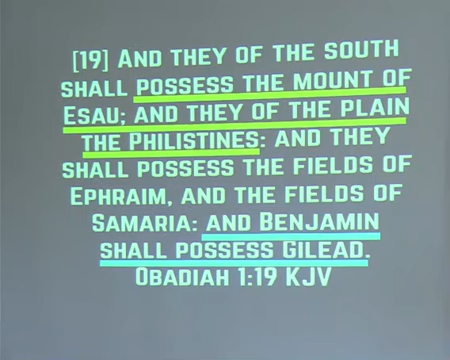 [19] AND THEY OF THE SOUTH
SHALL POSSESS THE MOUNT OF
ESAU; AND THEY OF THE PLAIN
THE PHILISTINES: AND THEY
SHALL POSSESS THE FIELDS OF
EPHRAIM, AND THE FIELDS OF
SAMARIA: AND BENJAMIN
SHALL POSSESS GILEAD.
OBADIAH 1:19 KJV